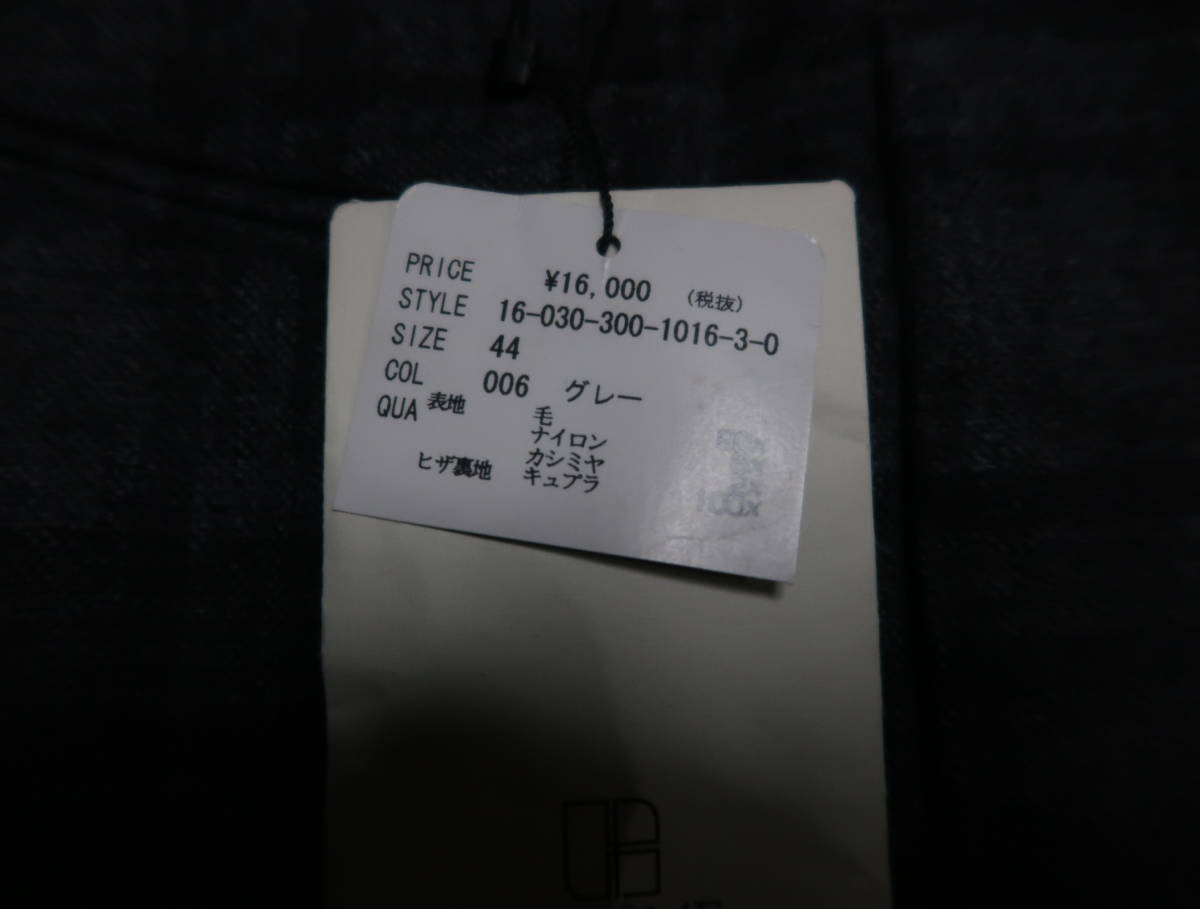 PRICE ¥16,000 (税抜)
STYLE 16-030-300-1016-3-0
SIZE 44
COL 006 グレー
QUA 表地 毛
ナイロン
カシミヤ
ヒザ裏地 キュプラ 100%